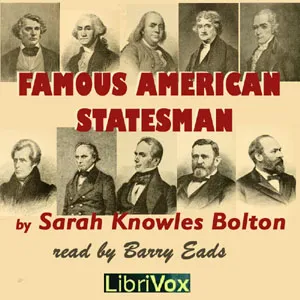 FAMOUS AMERICAN
STATESMAN
by Sarah Knowles Bolton
read by Barry Eads
LibriVox